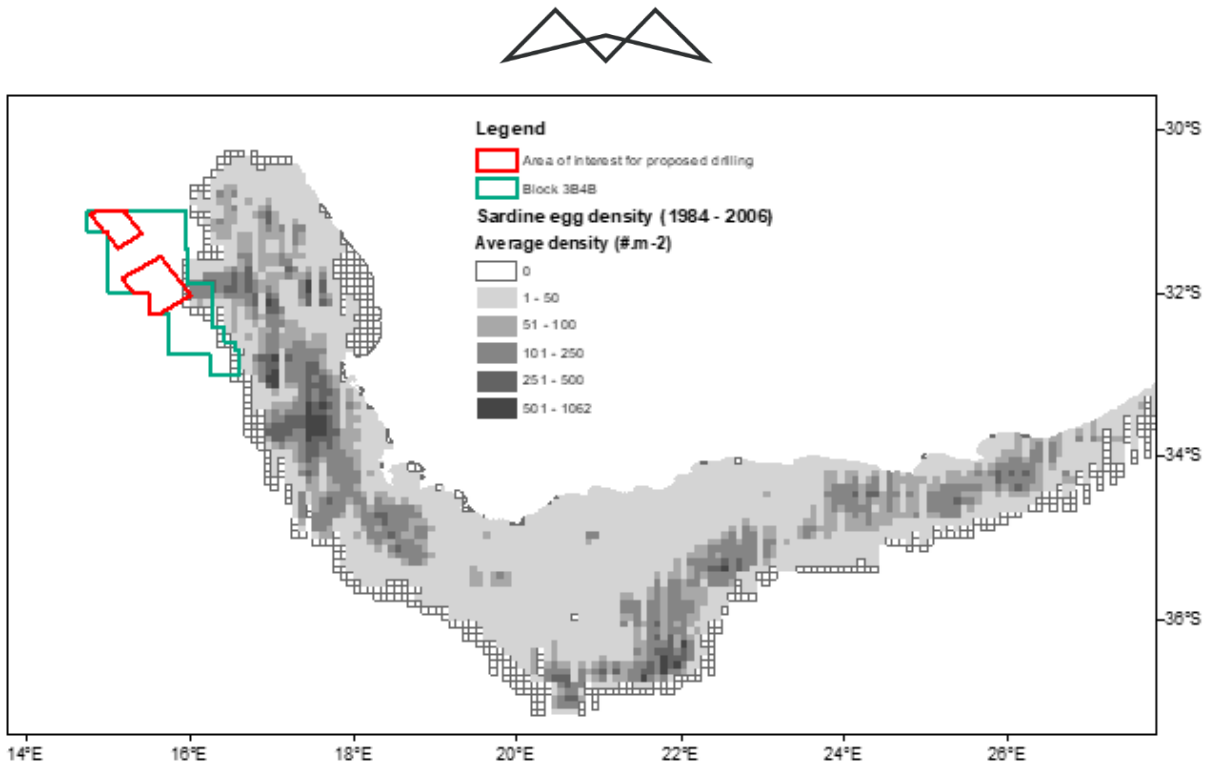 Legend
Area of interest for proposed drilling
Block 3B4B
Sardine egg density (1984 - 2006)
Average density (#.m-2)
0
1 - 50
51 - 100
101 - 250
251 - 500
501 - 1062
30°S
32°S
34°S
36°S
14°E
16°E
18°E
20°E
22°E
24°E
26°E